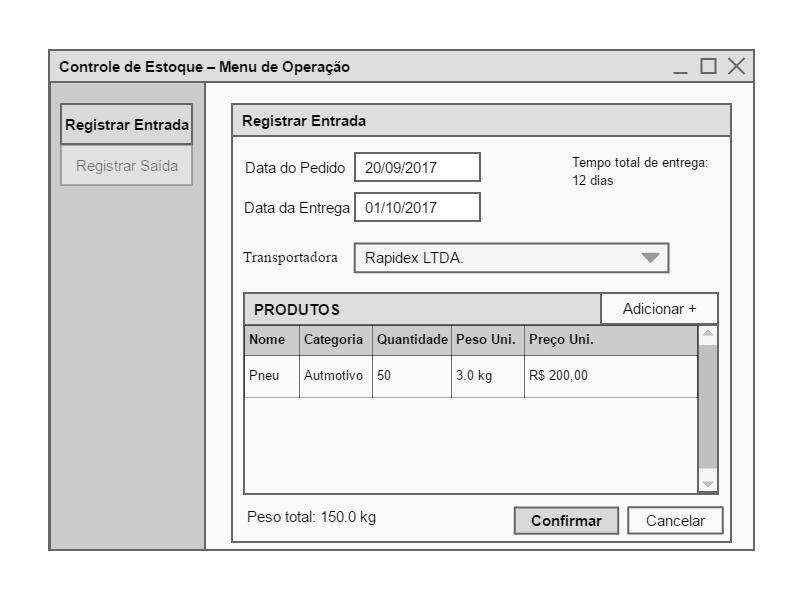 Controle de Estoque – Menu de Operação
Registrar Entrada
Registrar Saída
Registrar Entrada
Data do Pedido 20/09/2017
Tempo total de entrega:
12 dias
Data da Entrega 01/10/2017
Transportadora Rapidex LTDA.
PRODUTOS Adicionar +
Nome Categoria Quantidade Peso Uni. Preço Uni.
Pneu Autmotivo 50 3.0 kg R$ 200,00
Peso total: 150.0 kg
Confirmar Cancelar